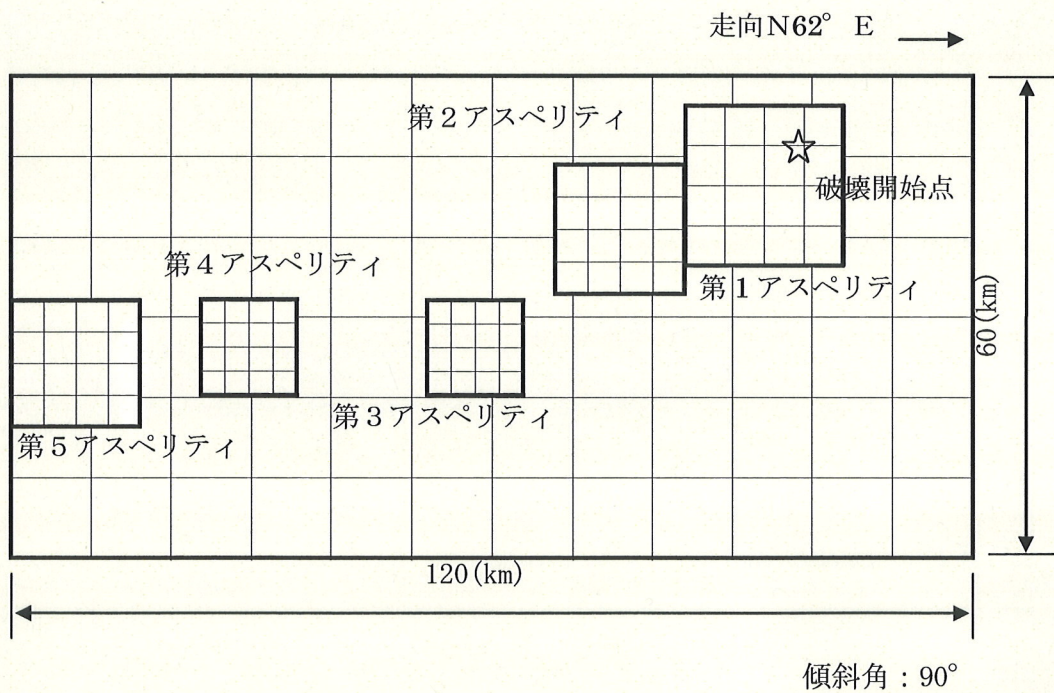 走向N62° E
第2アスペリティ
破壊開始点
第4アスペリティ
第1アスペリティ
60(km)
第3アスペリティ
第5アスペリティ
120(km)
傾斜角：90°